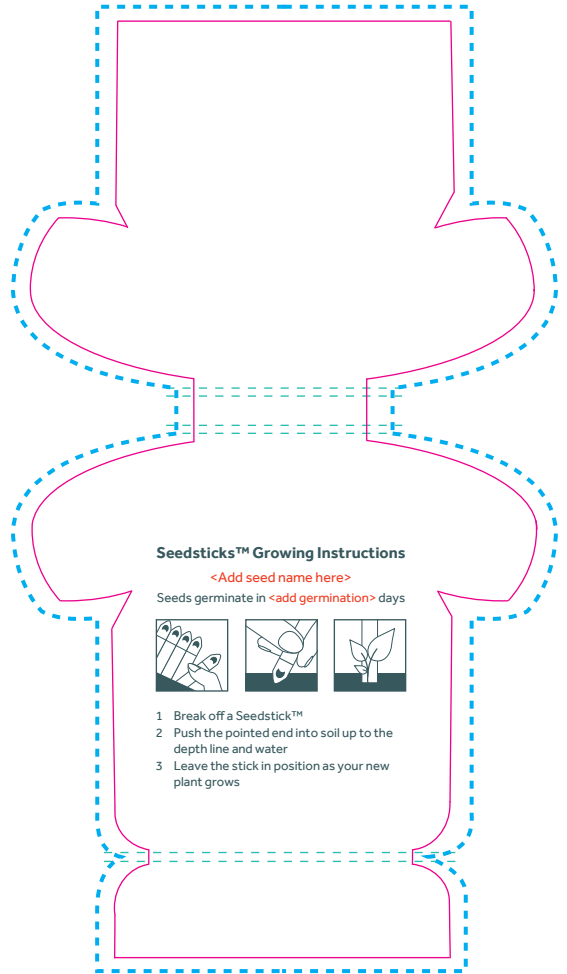 Seedsticks™ Growing Instructions
<Add seed name here>
Seeds germinate in <add germination> days
1 Break off a Seedstick™
2 Push the pointed end into soil up to the
depth line and water
3 Leave the stick in position as your new
plant grows